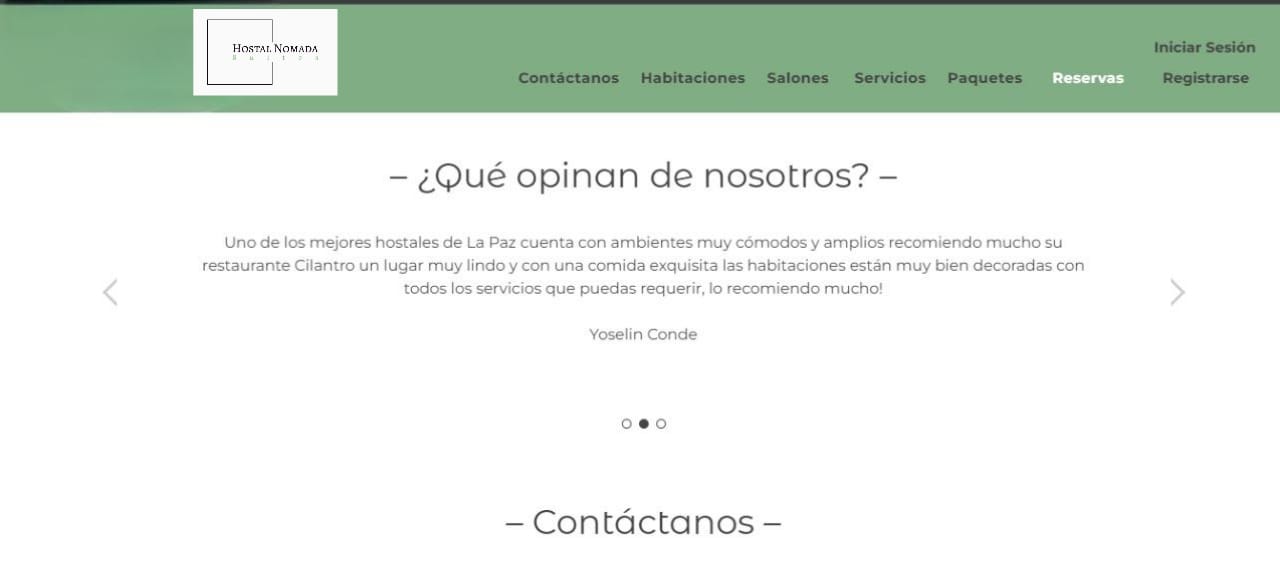 Hostal Nomada
Suites
Iniciar Sesión
Contáctanos Habitaciones Salones Servicios Paquetes Reservas Registrarse
– ¿Qué opinan de nosotros? –
Uno de los mejores hostales de La Paz cuenta con ambientes muy cómodos y amplios recomiendo mucho su
restaurante Cilantro un lugar muy lindo y con una comida exquisita las habitaciones están muy bien decoradas con
todos los servicios que puedas requerir, lo recomiendo mucho!
Yoselin Conde
– Contáctanos –